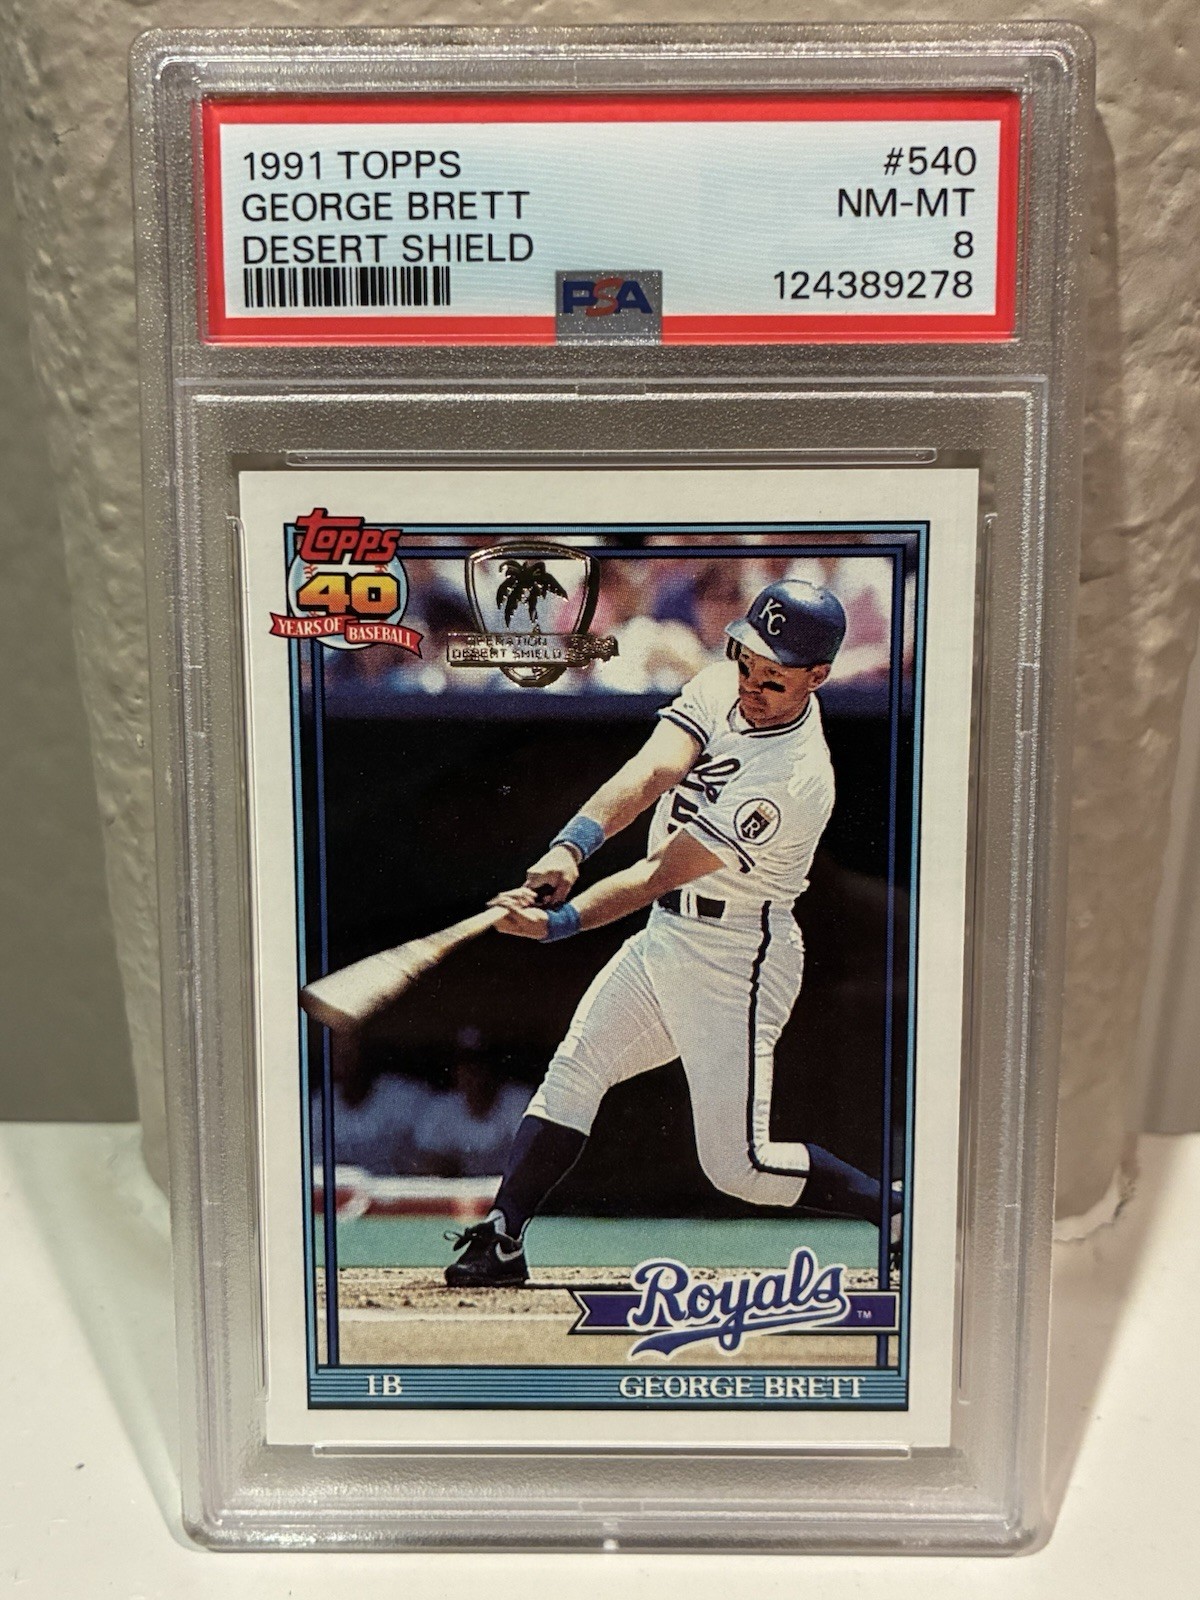 1991 TOPPS #540
GEORGE BRETT NM-MT
DESERT SHIELD 8
124389278
PSA
topps
40
YEARS OF BASEBALL
OPERATION
DESERT SHIELD
KC
R
Royals ™
1B GEORGE BRETT